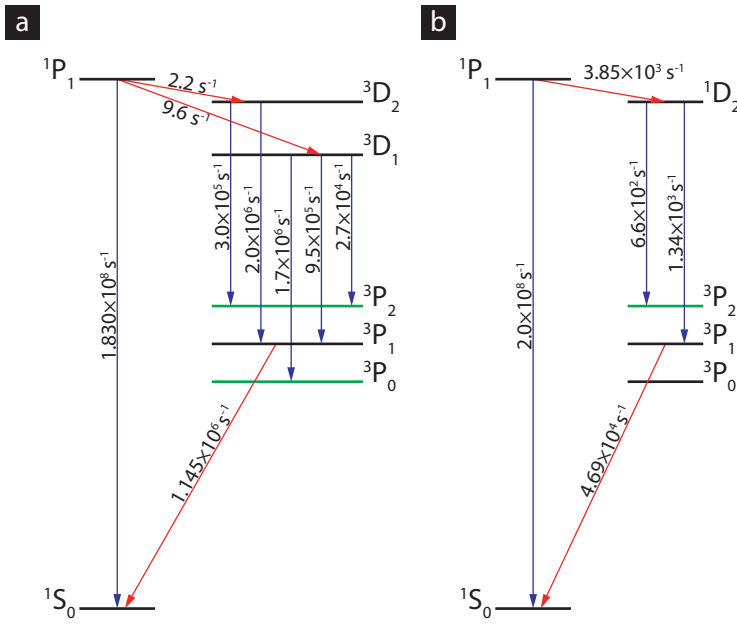 a
¹P₁
2.2 s⁻¹
9.6 s⁻¹
³D₂
³D₁
3.0×10⁵ s⁻¹
2.0×10⁶ s⁻¹
1.7×10⁶ s⁻¹
9.5×10⁵ s⁻¹
2.7×10⁴ s⁻¹
1.830×10⁸ s⁻¹
³P₂
³P₁
³P₀
1.145×10⁶ s⁻¹
¹S₀
b
¹P₁
3.85×10³ s⁻¹
¹D₂
6.6×10² s⁻¹
1.34×10³ s⁻¹
2.0×10⁸ s⁻¹
³P₂
³P₁
³P₀
4.69×10⁴ s⁻¹
¹S₀